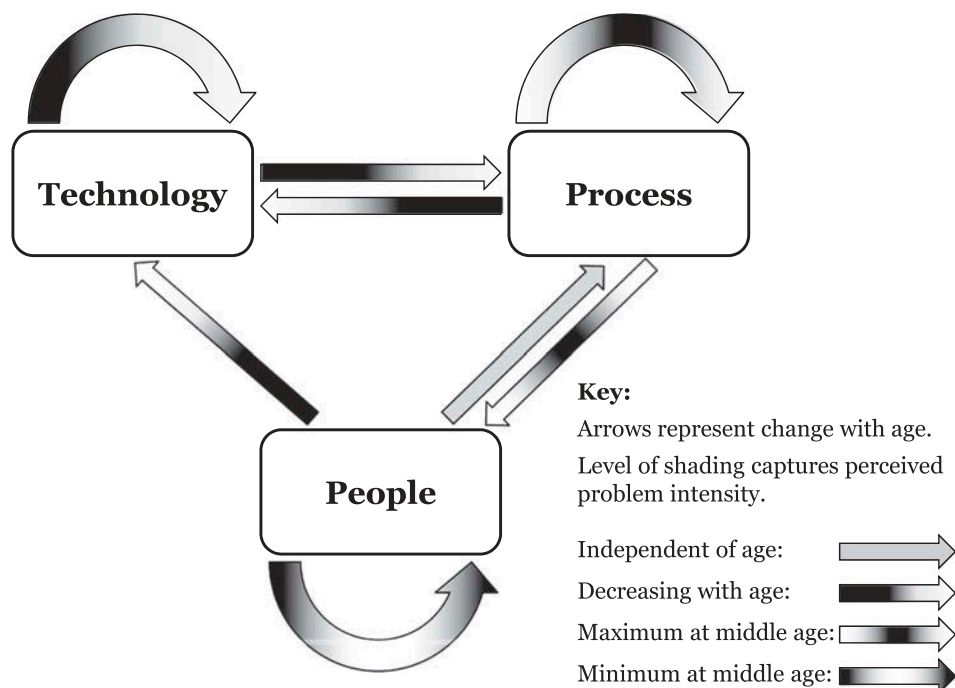 Technology
Process
People
Key:
Arrows represent change with age.
Level of shading captures perceived
problem intensity.
Independent of age:
Decreasing with age:
Maximum at middle age:
Minimum at middle age: